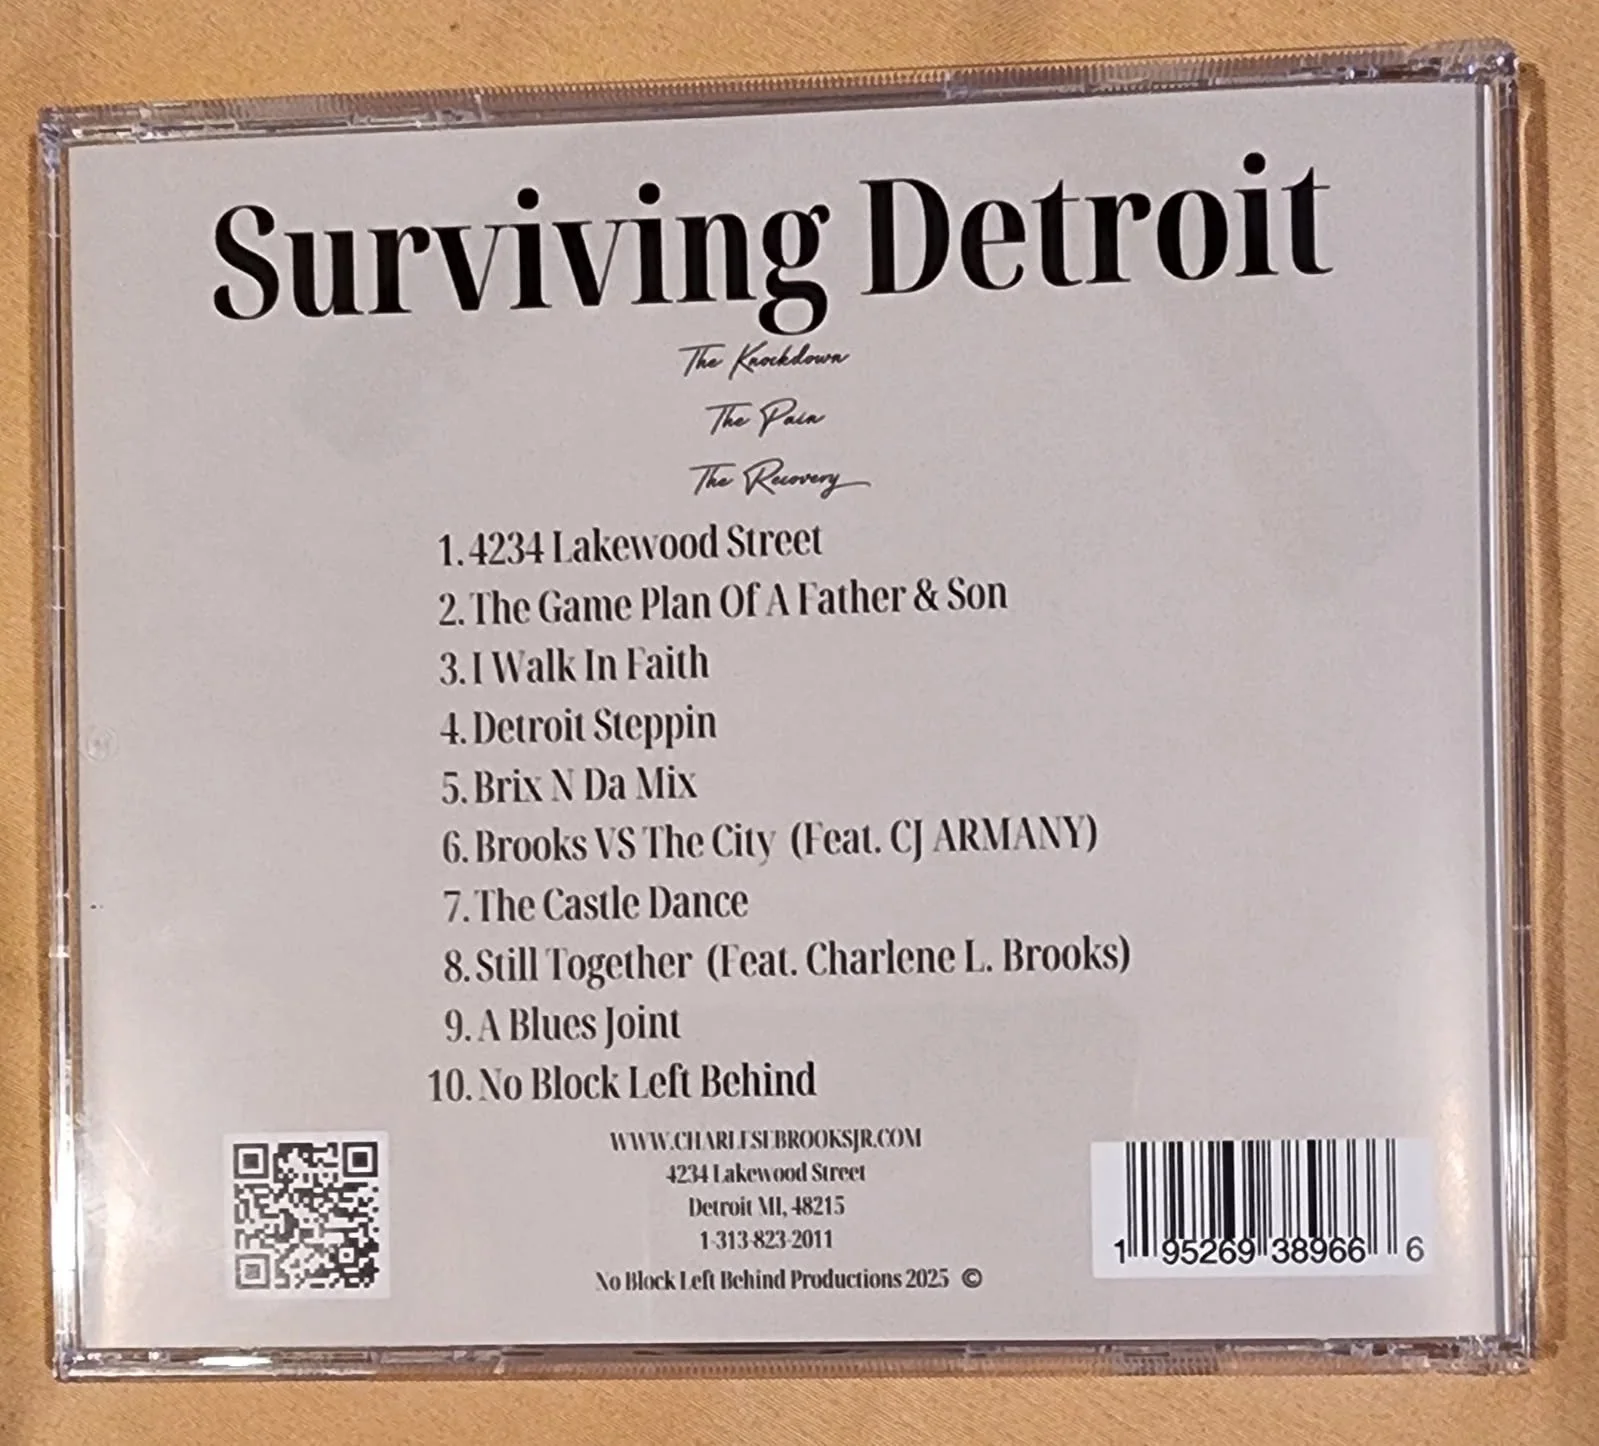 Surviving Detroit
The Knockdown
The Pain
The Recovery
1. 4234 Lakewood Street
2. The Game Plan Of A Father & Son
3. I Walk In Faith
4. Detroit Steppin
5. Brix N Da Mix
6. Brooks VS The City (Feat. CJ ARMANY)
7. The Castle Dance
8. Still Together (Feat. Charlene L. Brooks)
9. A Blues Joint
10. No Block Left Behind
WWW.CHARLESEBROOKSJR.COM
4234 Lakewood Street
Detroit MI, 48215
1-313-823-2011
No Block Left Behind Productions 2025 ©
1 95269 38966 6